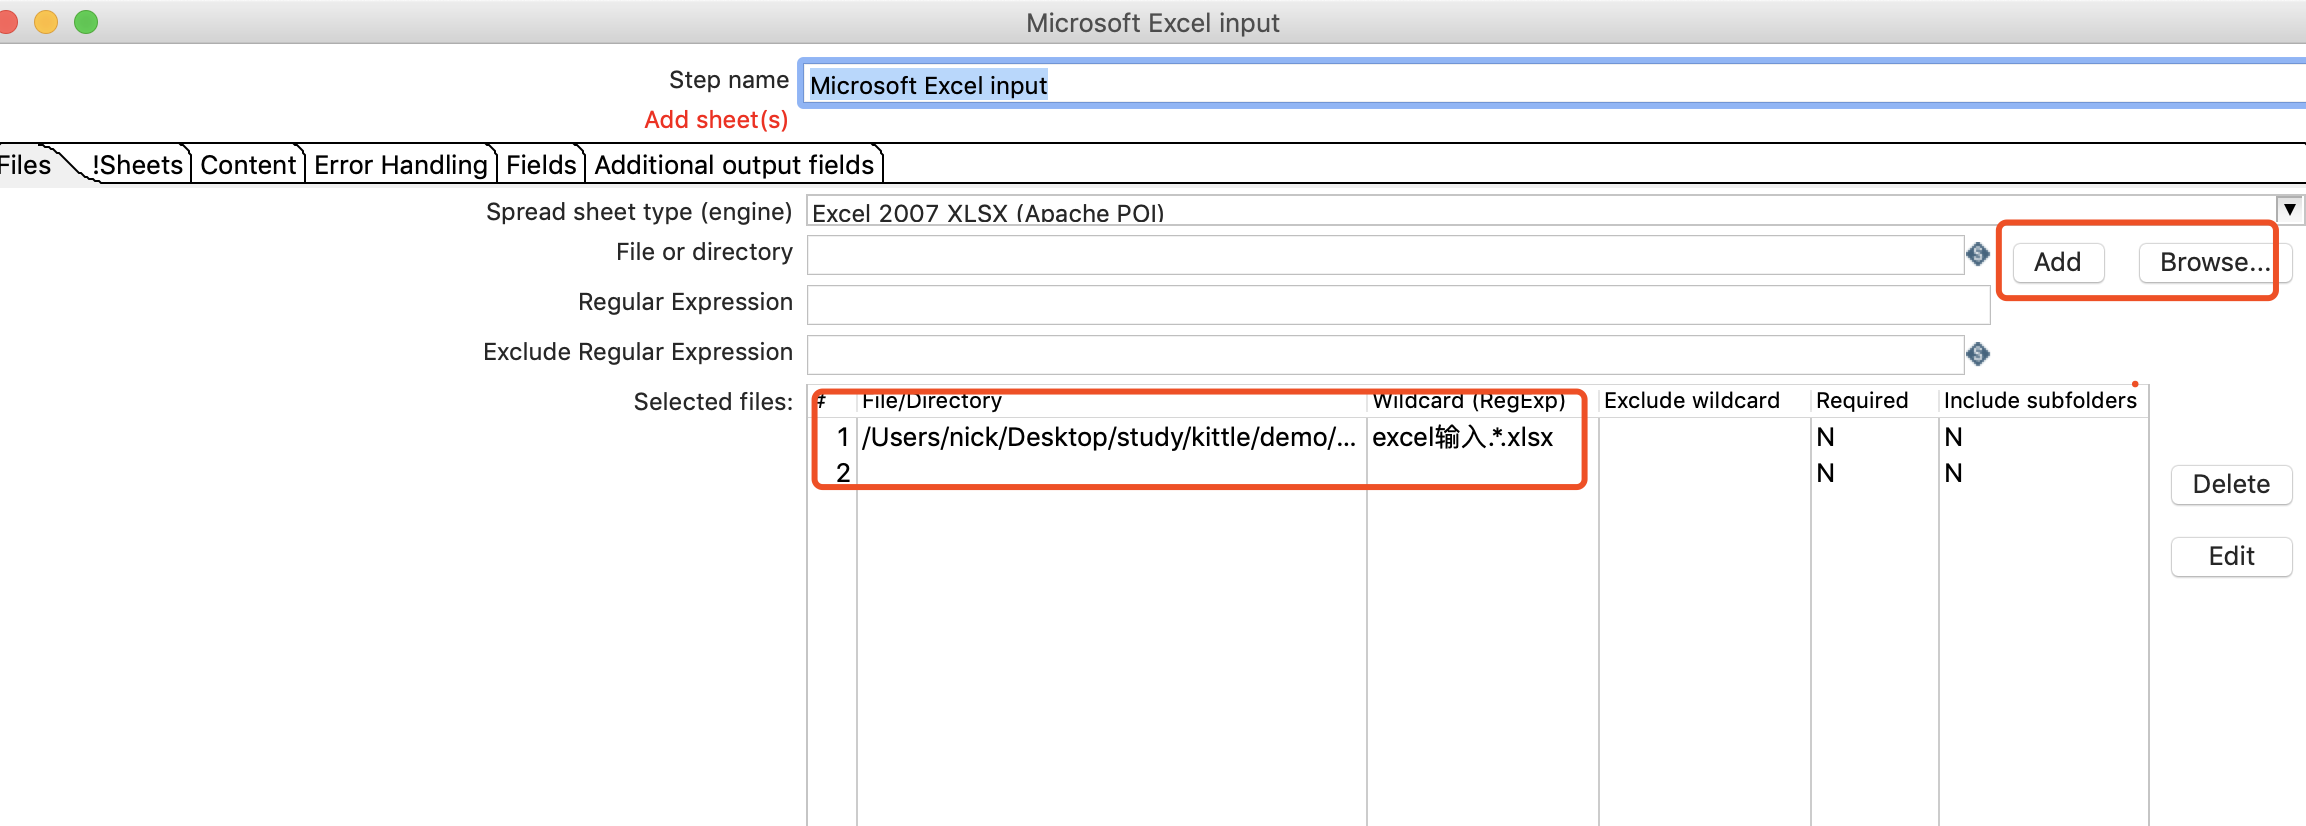 Microsoft Excel input
Step name Microsoft Excel input
Add sheet(s)
Files !Sheets Content Error Handling Fields Additional output fields
Spread sheet type (engine) Excel 2007 XLSX (Apache POI)
File or directory Add Browse...
Regular Expression
Exclude Regular Expression
Selected files: # File/Directory Wildcard (RegExp) Exclude wildcard Required Include subfolders
1 /Users/nick/Desktop/study/kittle/demo/... excel输入.*.xlsx N N
2 N N
Delete
Edit